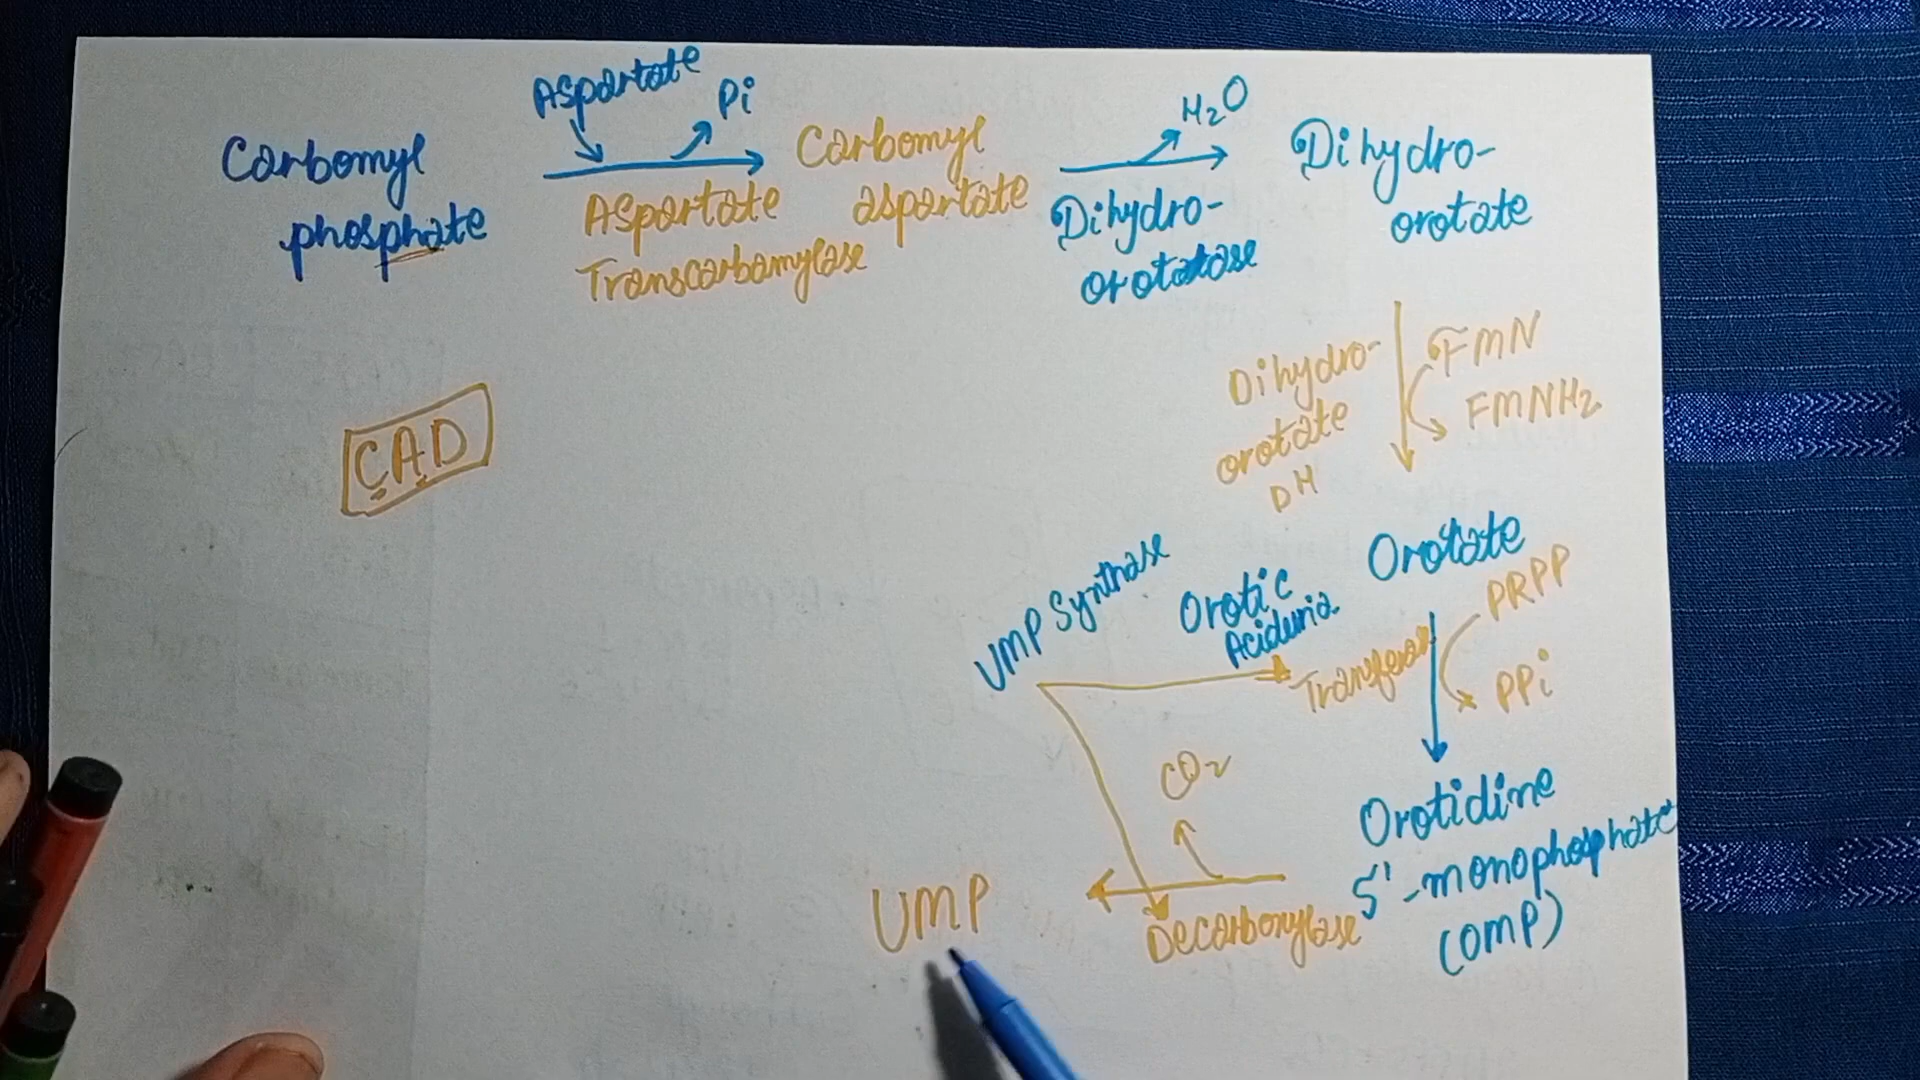 Aspartate
Pi
Carbomyl
phosphate
Aspartate
Transcarbamylase
Carbomyl
aspartate
H2O
Dihydro-
orotatase
Dihydro-
orotate
Dihydro-
orotate
DH
FMN
FMNH2
CAD
Orotate
PRPP
PPi
UMP Synthase
Orotic
Aciduria
CO2
Orotidine
5'-monophosphate
(OMP)
Decarboxylase
UMP